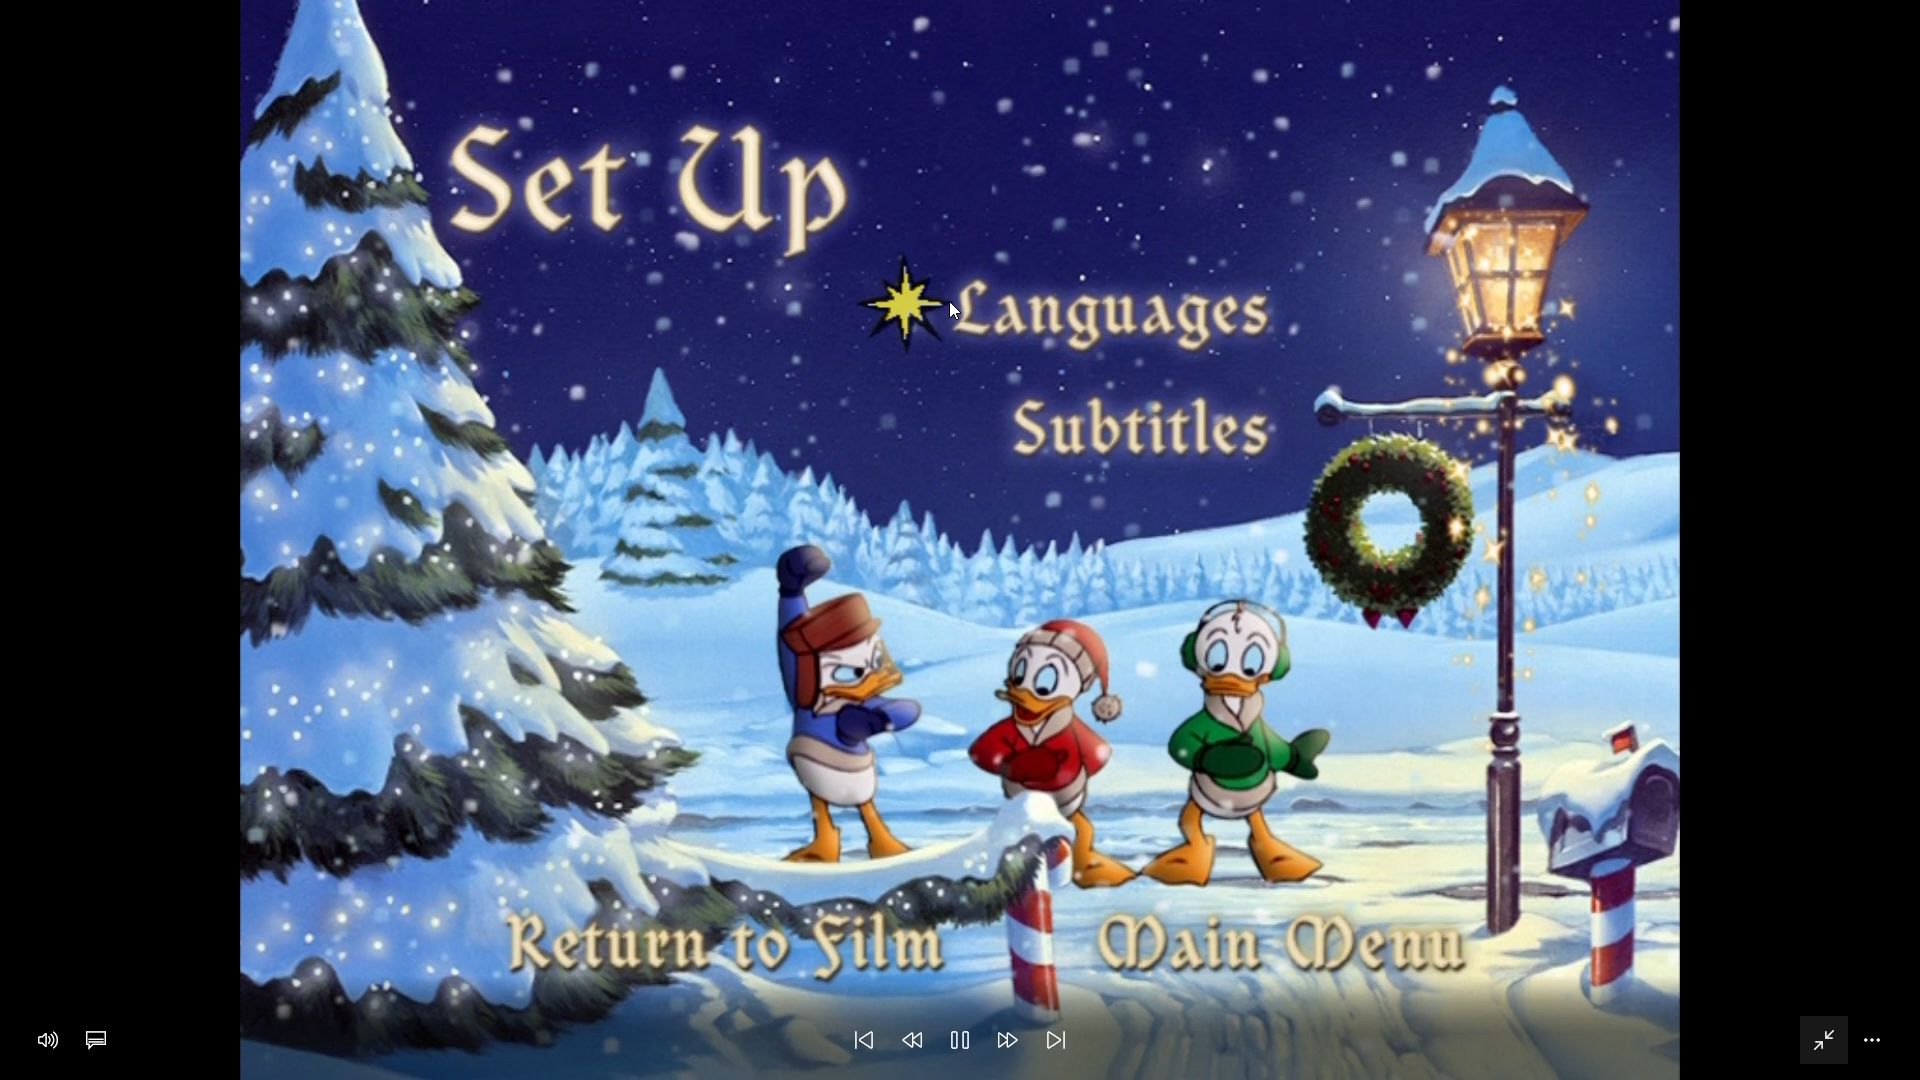 Set Up
Languages
Subtitles
Return to Film
Main Menu